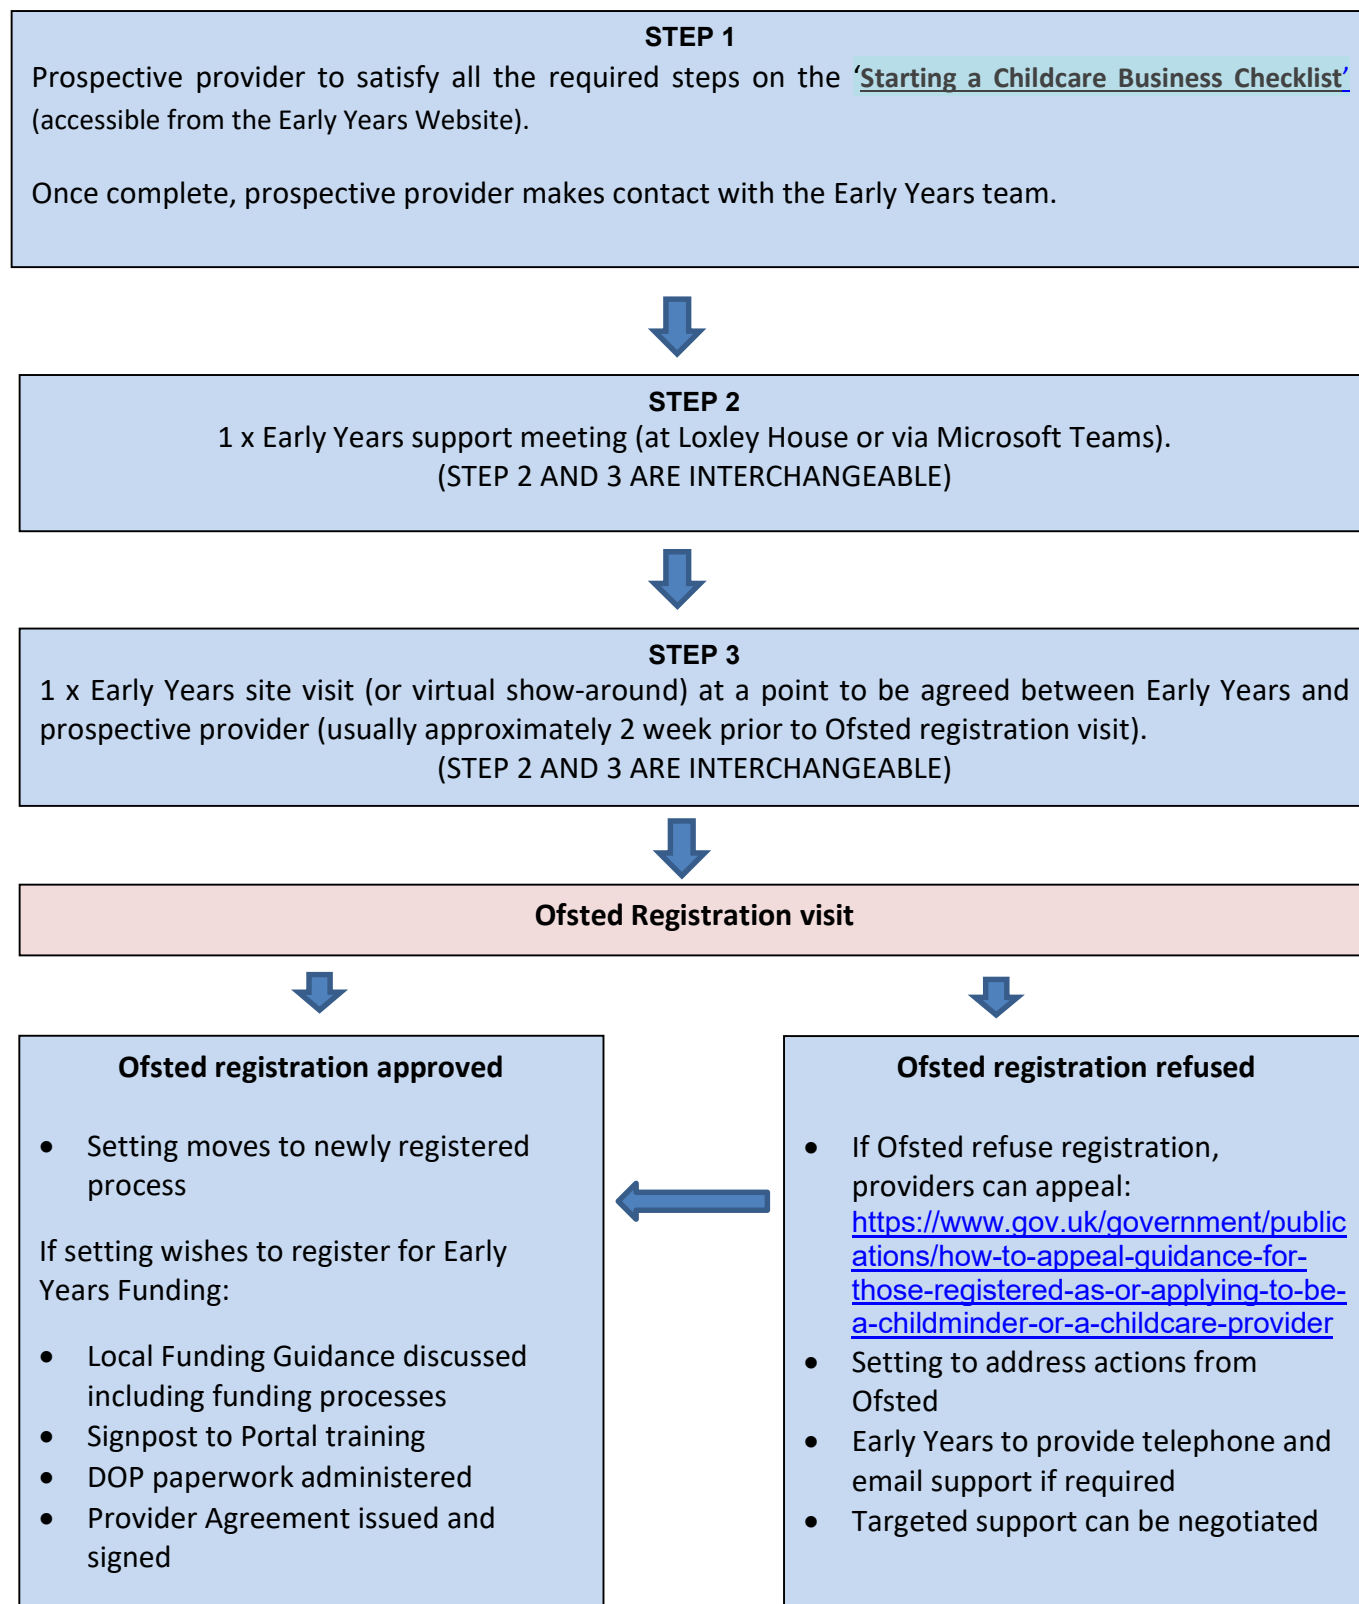 STEP 1
Prospective provider to satisfy all the required steps on the ‘Starting a Childcare Business Checklist’
(accessible from the Early Years Website).
Once complete, prospective provider makes contact with the Early Years team.
STEP 2
1 x Early Years support meeting (at Loxley House or via Microsoft Teams).
(STEP 2 AND 3 ARE INTERCHANGEABLE)
STEP 3
1 x Early Years site visit (or virtual show-around) at a point to be agreed between Early Years and
prospective provider (usually approximately 2 week prior to Ofsted registration visit).
(STEP 2 AND 3 ARE INTERCHANGEABLE)
Ofsted Registration visit
Ofsted registration approved
• Setting moves to newly registered
process
If setting wishes to register for Early
Years Funding:
• Local Funding Guidance discussed
including funding processes
• Signpost to Portal training
• DOP paperwork administered
• Provider Agreement issued and
signed
Ofsted registration refused
• If Ofsted refuse registration,
providers can appeal:
https://www.gov.uk/government/public
ations/how-to-appeal-guidance-for-
those-registered-as-or-applying-to-be-
a-childminder-or-a-childcare-provider
• Setting to address actions from
Ofsted
• Early Years to provide telephone and
email support if required
• Targeted support can be negotiated